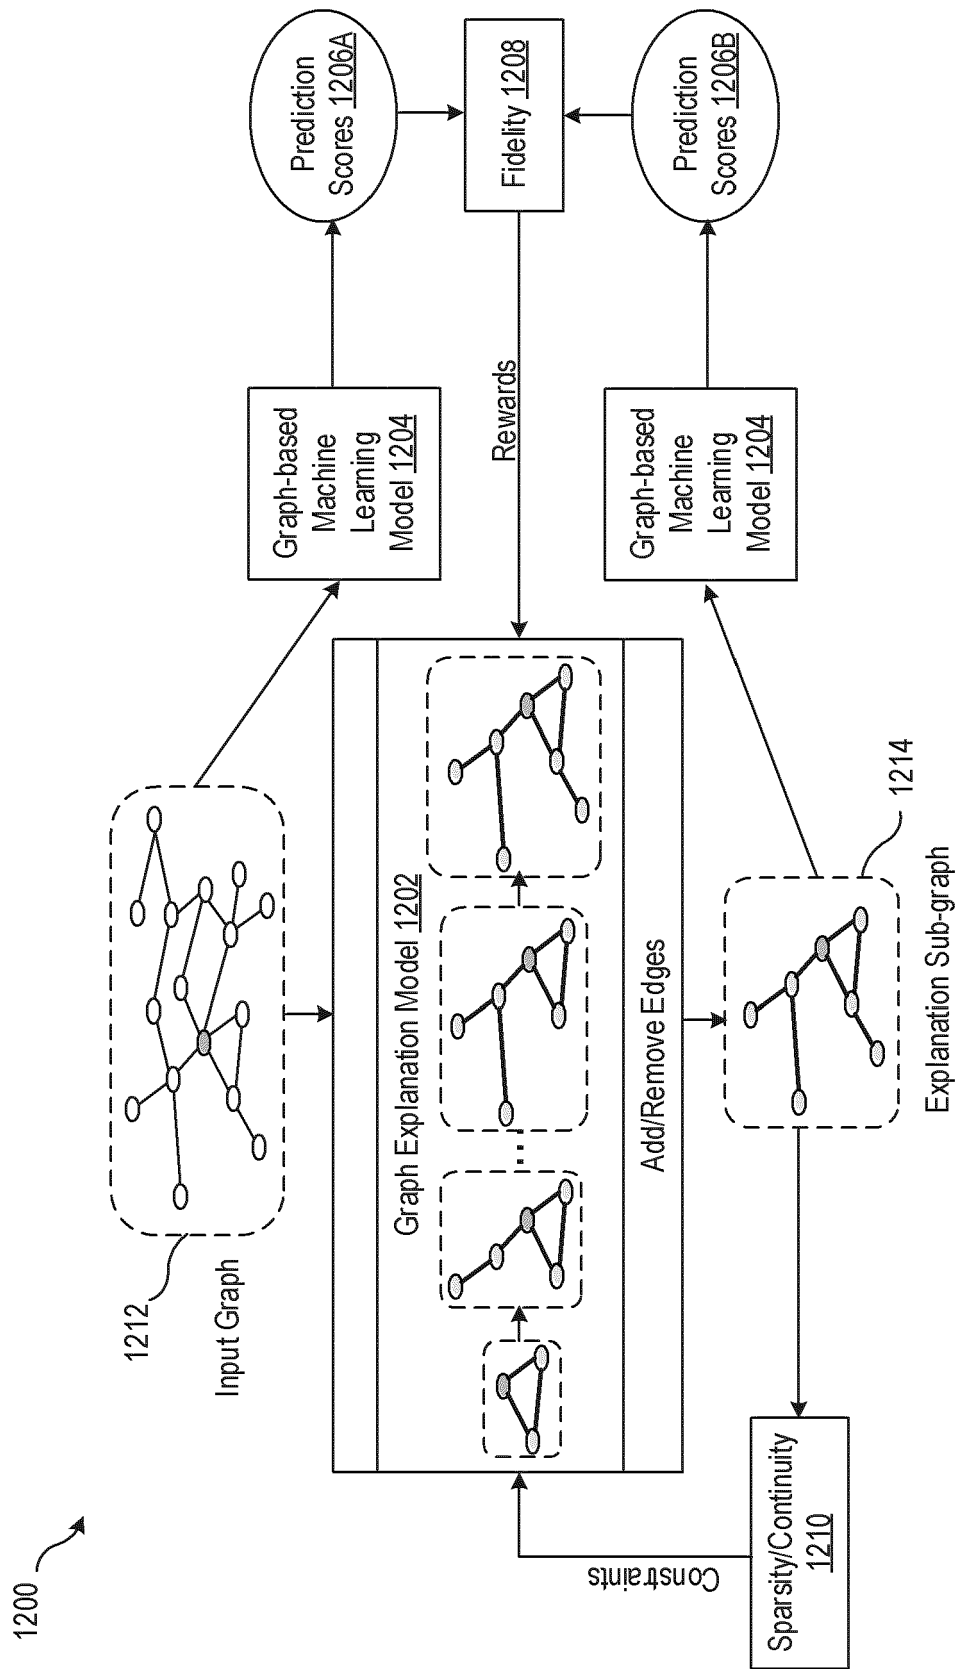 1200
1212
Input Graph
Graph-based
Machine
Learning
Model 1204
Prediction
Scores 1206A
Graph Explanation Model 1202
...
Add/Remove Edges
Rewards
Fidelity 1208
Constraints
Sparsity/Continuity
1210
1214
Explanation Sub-graph
Graph-based
Machine
Learning
Model 1204
Prediction
Scores 1206B